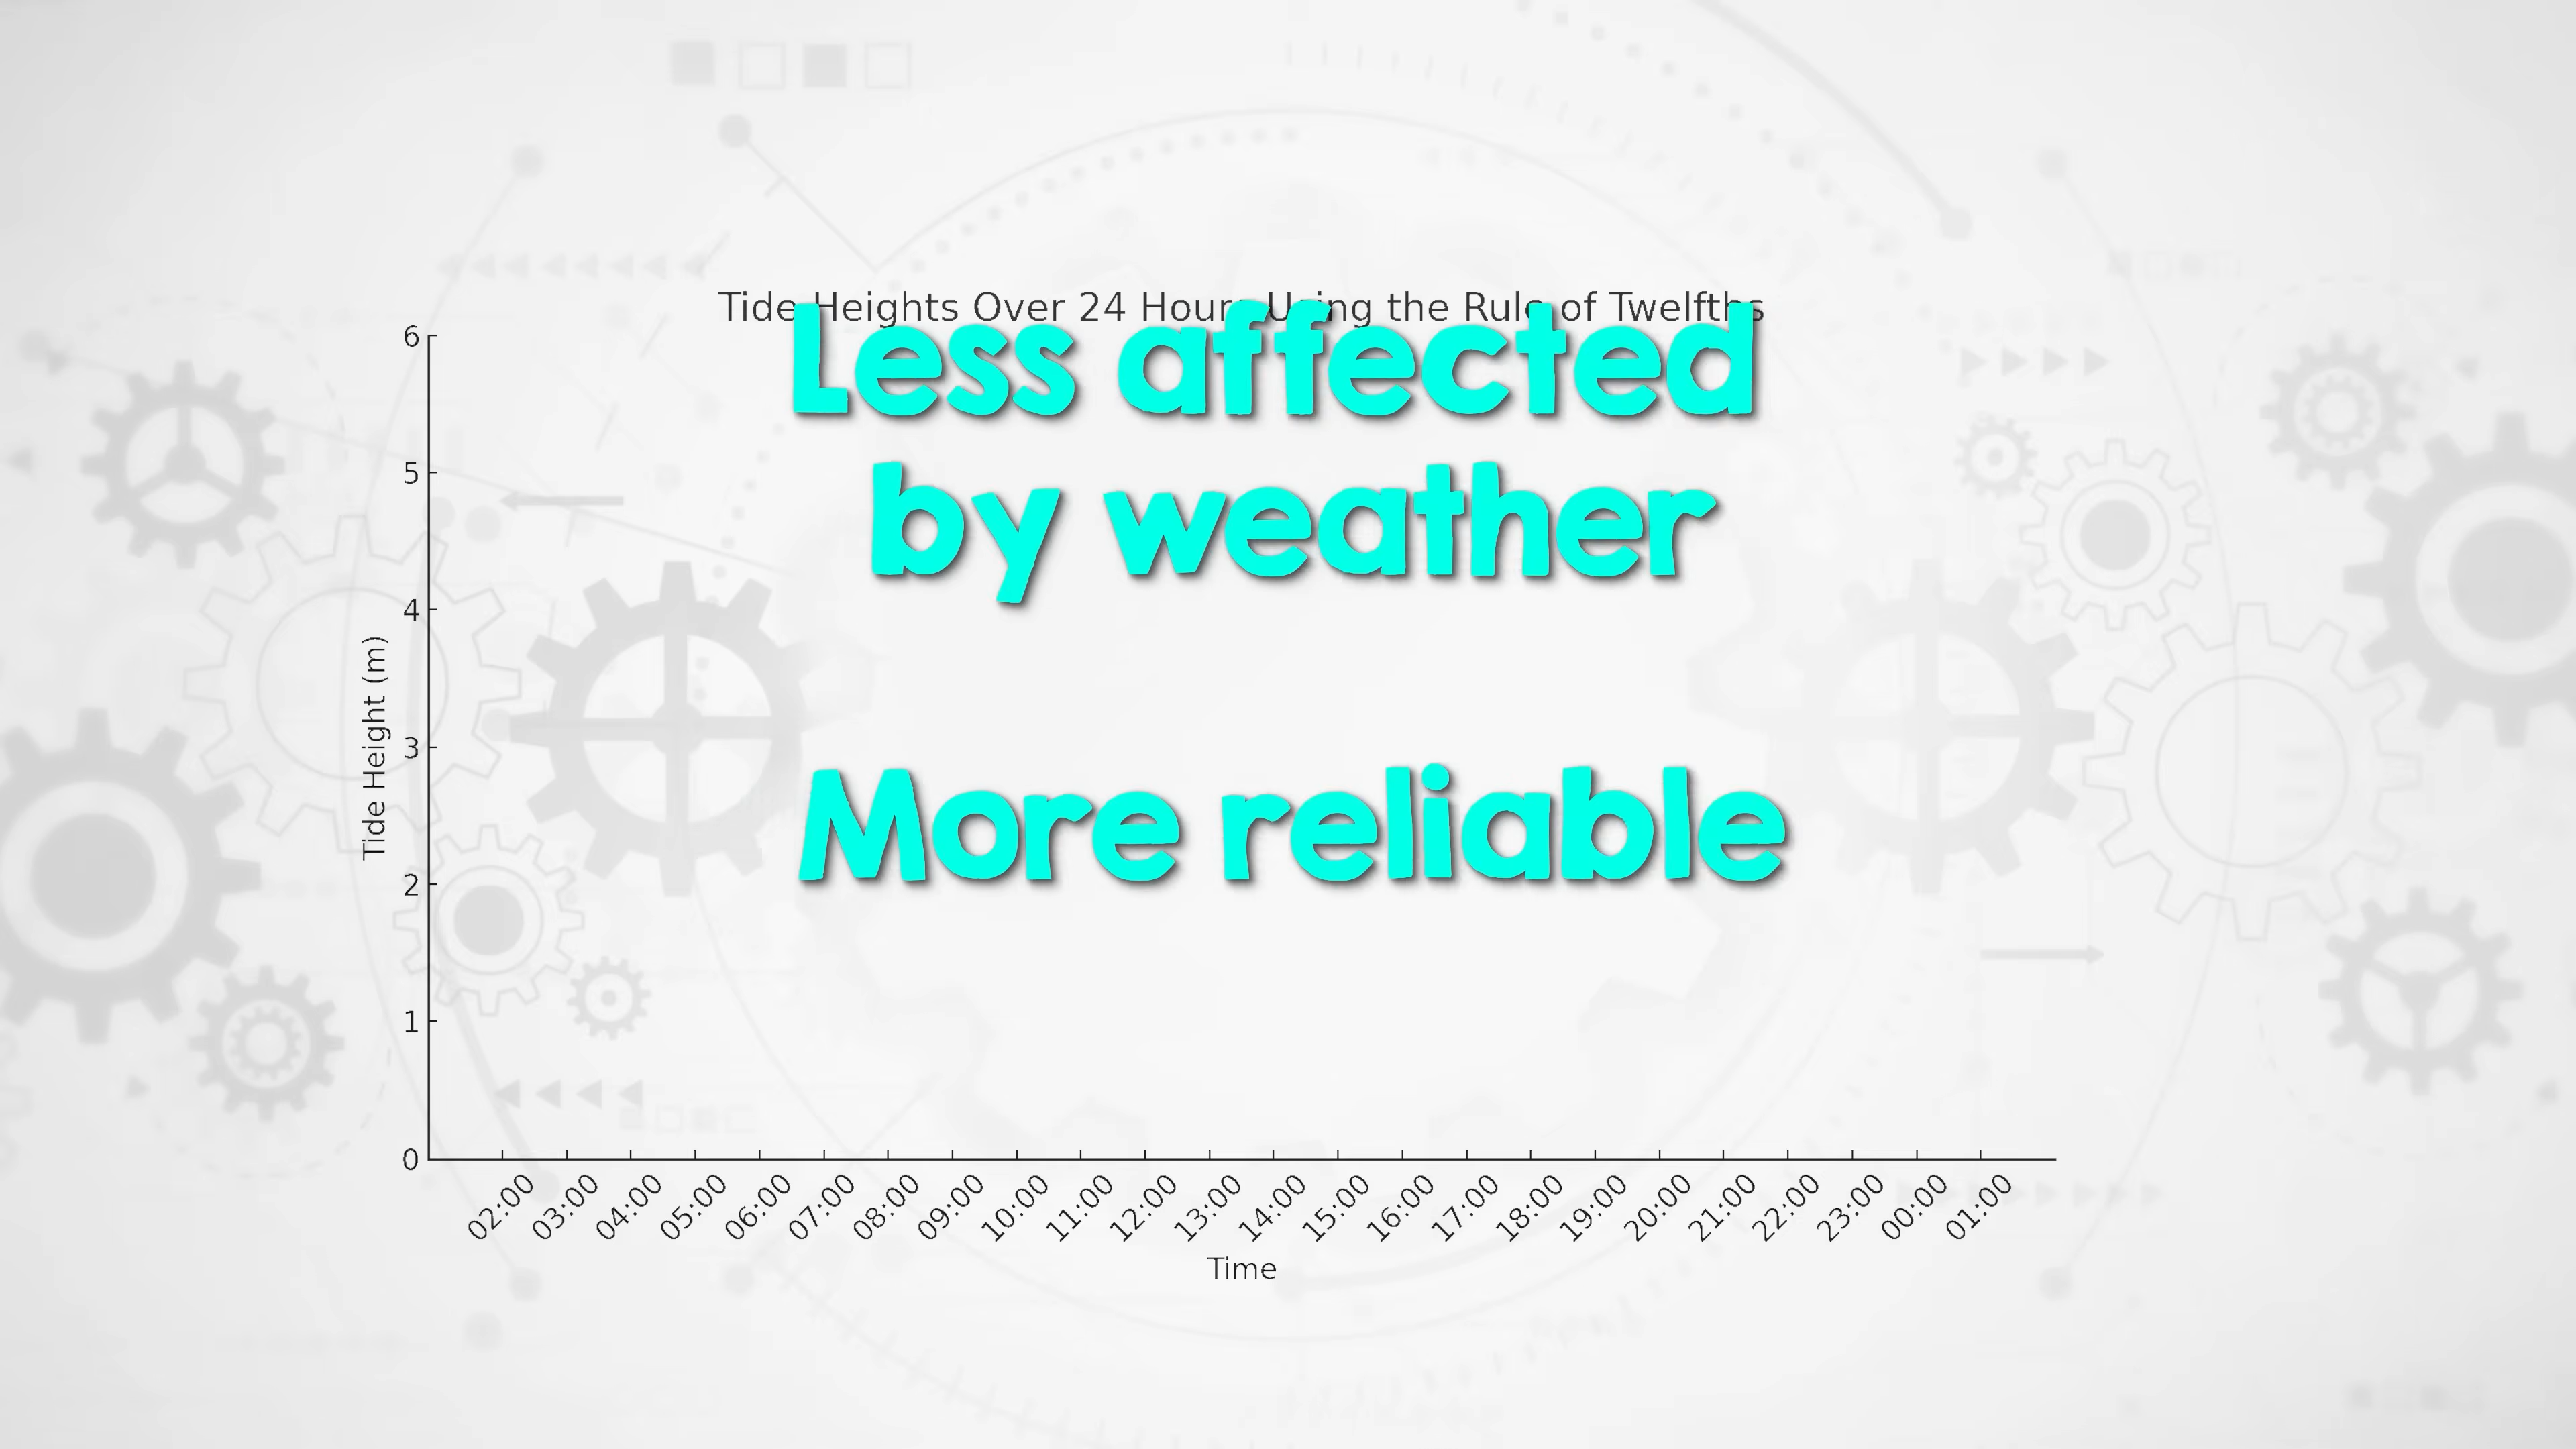 Tide Heights Over 24 Hours Using the Rule of Twelfths
Less affected
by weather
More reliable
Tide Height (m)
6
5
4
3
2
1
0
02:00 03:00 04:00 05:00 06:00 07:00 08:00 09:00 10:00 11:00 12:00 13:00 14:00 15:00 16:00 17:00 18:00 19:00 20:00 21:00 22:00 23:00 00:00 01:00
Time